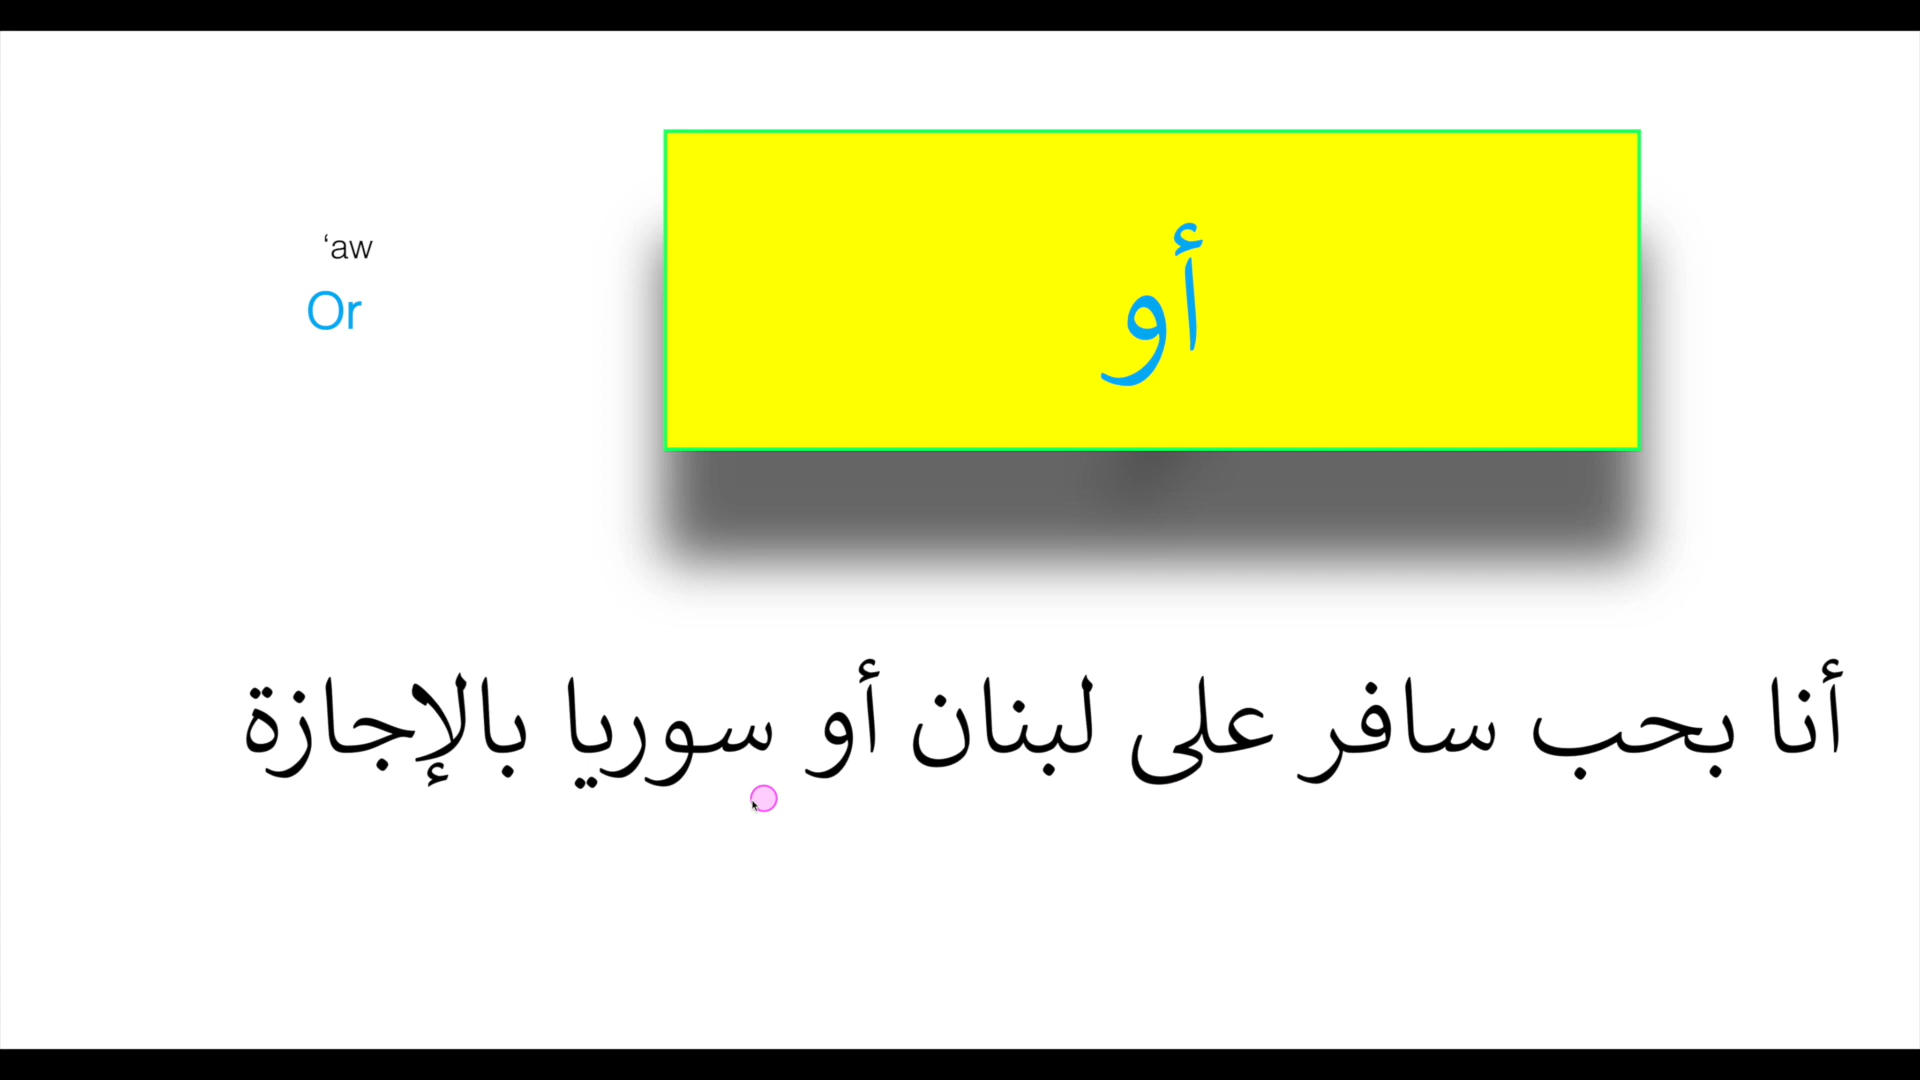 ‘aw
Or
أو
أنا بحب سافر على لبنان أو سوريا بالإجازة